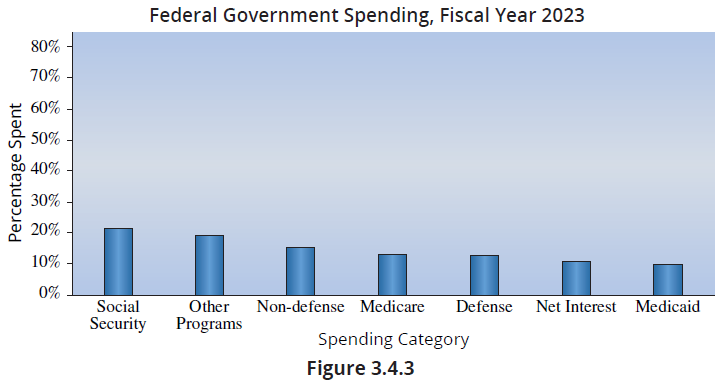 Federal Government Spending, Fiscal Year 2023
Percentage Spent
80%
70%
60%
50%
40%
30%
20%
10%
0%
Social Security
Other Programs
Non-defense
Medicare
Defense
Net Interest
Medicaid
Spending Category
Figure 3.4.3